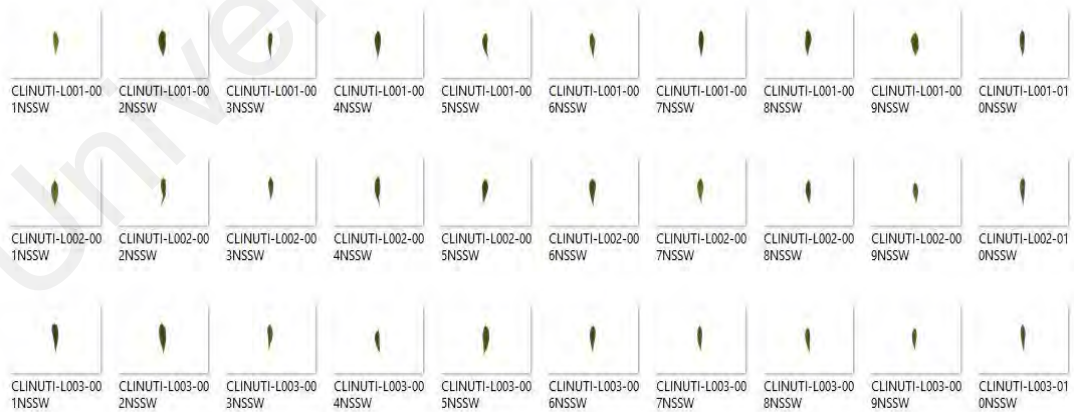 Univer
CLINUTI-L001-00 CLINUTI-L001-00 CLINUTI-L001-00 CLINUTI-L001-00 CLINUTI-L001-00 CLINUTI-L001-00 CLINUTI-L001-00 CLINUTI-L001-00 CLINUTI-L001-00 CLINUTI-L001-01
1NSSW 2NSSW 3NSSW 4NSSW 5NSSW 6NSSW 7NSSW 8NSSW 9NSSW 0NSSW
CLINUTI-L002-00 CLINUTI-L002-00 CLINUTI-L002-00 CLINUTI-L002-00 CLINUTI-L002-00 CLINUTI-L002-00 CLINUTI-L002-00 CLINUTI-L002-00 CLINUTI-L002-00 CLINUTI-L002-01
1NSSW 2NSSW 3NSSW 4NSSW 5NSSW 6NSSW 7NSSW 8NSSW 9NSSW 0NSSW
CLINUTI-L003-00 CLINUTI-L003-00 CLINUTI-L003-00 CLINUTI-L003-00 CLINUTI-L003-00 CLINUTI-L003-00 CLINUTI-L003-00 CLINUTI-L003-00 CLINUTI-L003-00 CLINUTI-L003-01
1NSSW 2NSSW 3NSSW 4NSSW 5NSSW 6NSSW 7NSSW 8NSSW 9NSSW 0NSSW